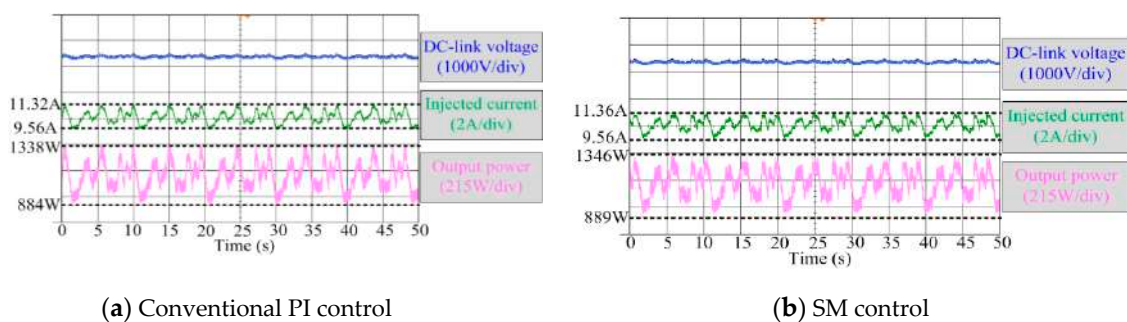 DC-link voltage
(1000V/div)
11.32A
Injected current
(2A/div)
9.56A
1338W
Output power
(215W/div)
884W
0 5 10 15 20 25 30 35 40 45 50
Time (s)
(a) Conventional PI control
DC-link voltage
(1000V/div)
11.36A
Injected current
(2A/div)
9.56A
1346W
Output power
(215W/div)
889W
0 5 10 15 20 25 30 35 40 45 50
Time (s)
(b) SM control